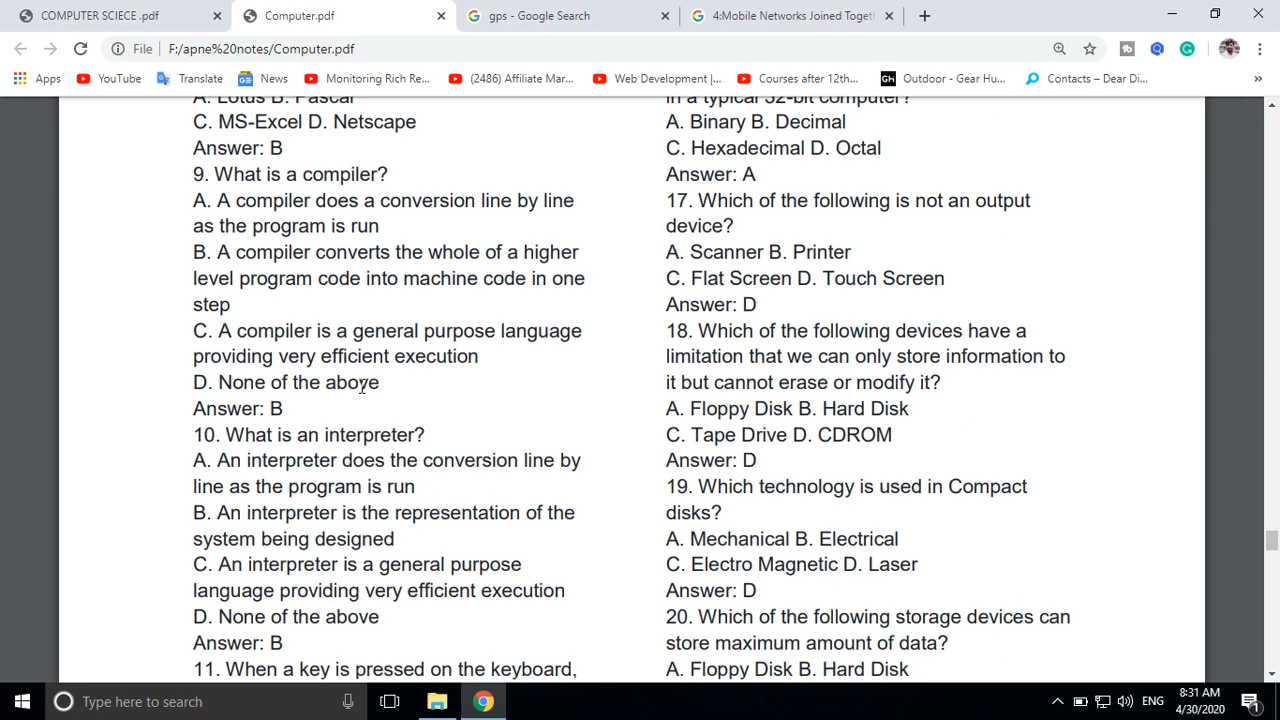 COMPUTER SCIECE .pdf
Computer.pdf
gps - Google Search
4:Mobile Networks Joined Togeth
File F:/apne%20notes/Computer.pdf
Apps YouTube Translate News Monitoring Rich Re... (2486) Affiliate Mar... Web Development |... Courses after 12th... GH Outdoor – Gear Hu... Contacts – Dear Di... »
A. Lotus B. Pascal
C. MS-Excel D. Netscape
Answer: B
9. What is a compiler?
A. A compiler does a conversion line by line
as the program is run
B. A compiler converts the whole of a higher
level program code into machine code in one
step
C. A compiler is a general purpose language
providing very efficient execution
D. None of the above
Answer: B
10. What is an interpreter?
A. An interpreter does the conversion line by
line as the program is run
B. An interpreter is the representation of the
system being designed
C. An interpreter is a general purpose
language providing very efficient execution
D. None of the above
Answer: B
11. When a key is pressed on the keyboard,
in a typical 32-bit computer?
A. Binary B. Decimal
C. Hexadecimal D. Octal
Answer: A
17. Which of the following is not an output
device?
A. Scanner B. Printer
C. Flat Screen D. Touch Screen
Answer: D
18. Which of the following devices have a
limitation that we can only store information to
it but cannot erase or modify it?
A. Floppy Disk B. Hard Disk
C. Tape Drive D. CDROM
Answer: D
19. Which technology is used in Compact
disks?
A. Mechanical B. Electrical
C. Electro Magnetic D. Laser
Answer: D
20. Which of the following storage devices can
store maximum amount of data?
A. Floppy Disk B. Hard Disk
Type here to search
ENG
8:31 AM
4/30/2020
1